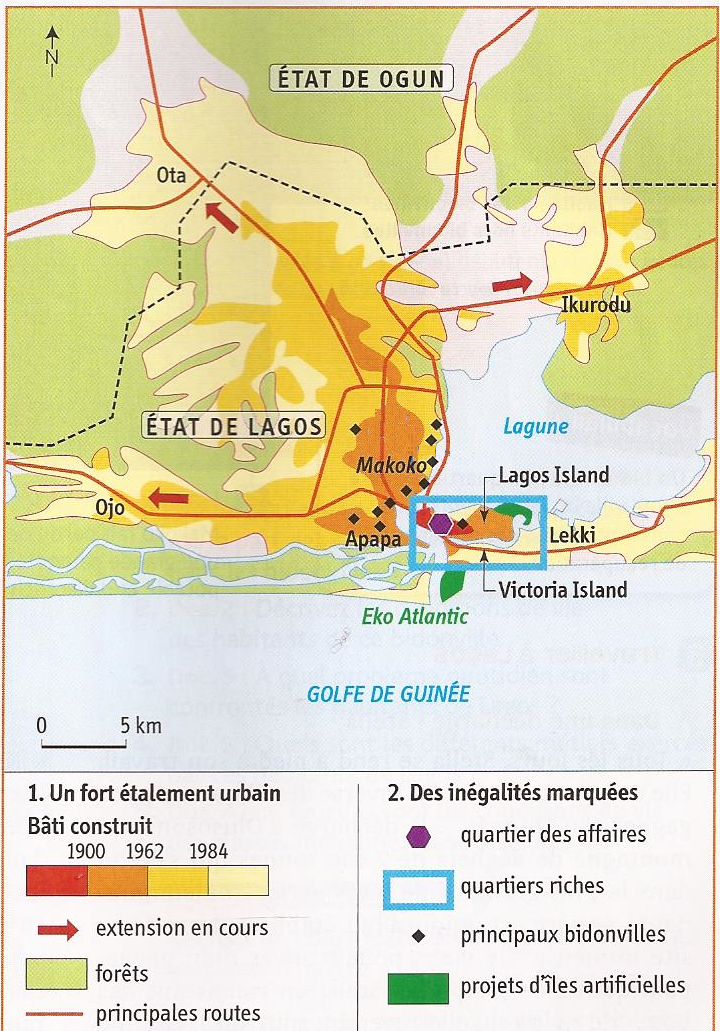 N
ÉTAT DE OGUN
Ota
Ikurodu
ÉTAT DE LAGOS
Lagune
Makoko
Lagos Island
Ojo
Apapa
Lekki
Victoria Island
Eko Atlantic
GOLFE DE GUINÉE
0 5 km
1. Un fort étalement urbain
Bâti construit
1900 1962 1984
extension en cours
forêts
principales routes
2. Des inégalités marquées
quartier des affaires
quartiers riches
principaux bidonvilles
projets d'îles artificielles